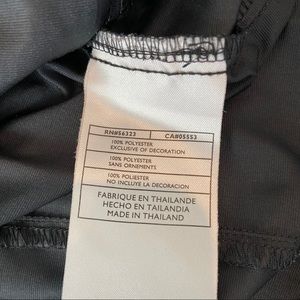 RN#56323 CA#05553
100% POLYESTER
EXCLUSIVE OF DECORATION
100% POLYESTER
SANS ORNEMENTS
100% POLIESTER
NO INCLUYE LA DECORACION
FABRIQUE EN THAILANDE
HECHO EN TAILANDIA
MADE IN THAILAND